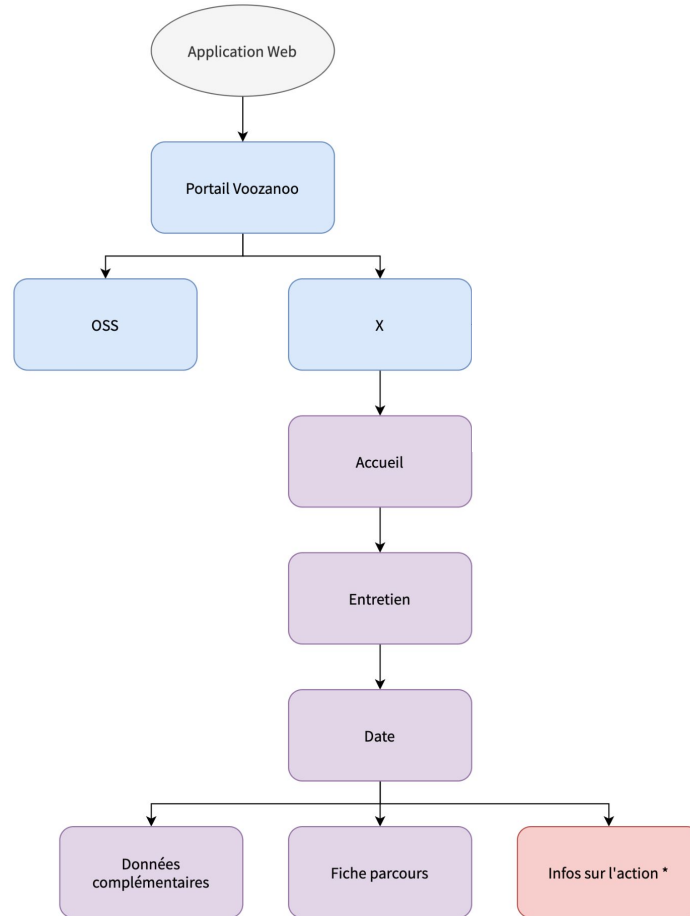 Application Web
Portail Voozanoo
OSS
X
Accueil
Entretien
Date
Données
complémentaires
Fiche parcours
Infos sur l'action *